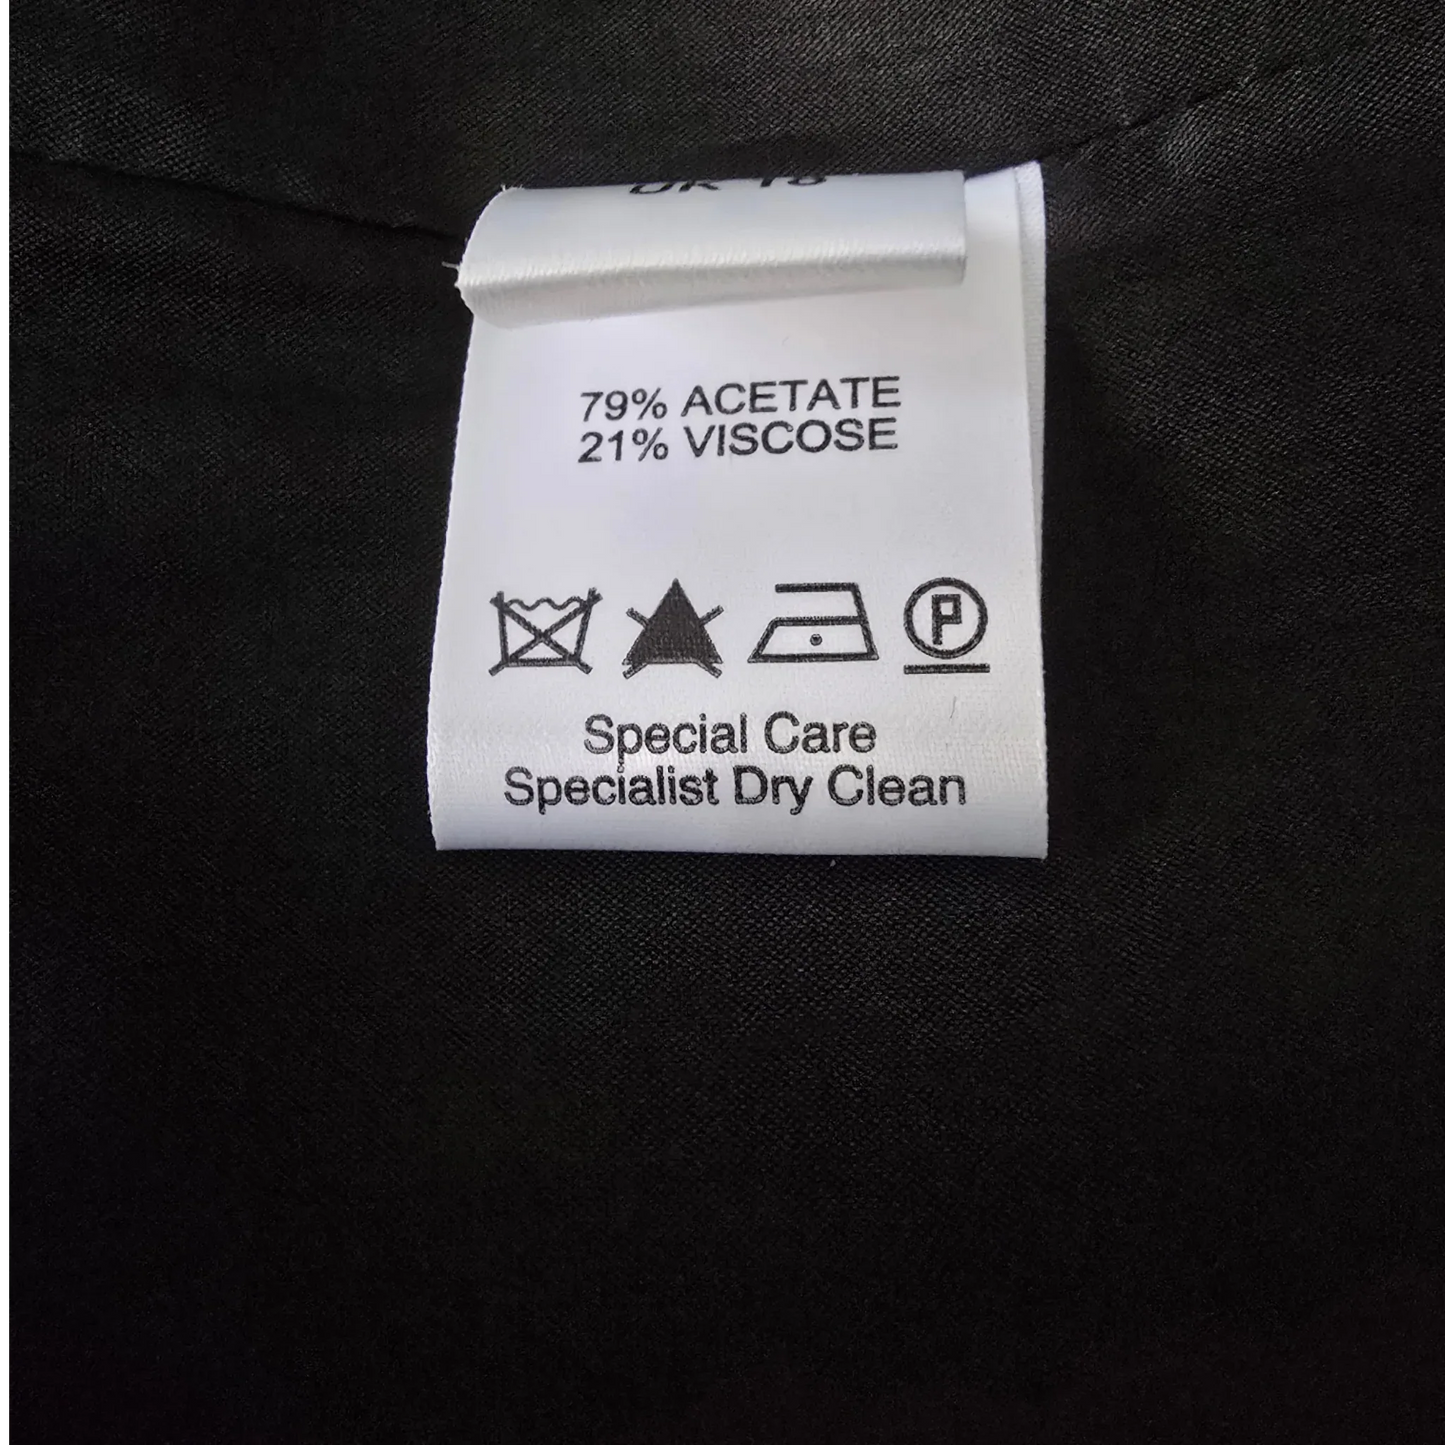 79% ACETATE
21% VISCOSE
P
Special Care
Specialist Dry Clean